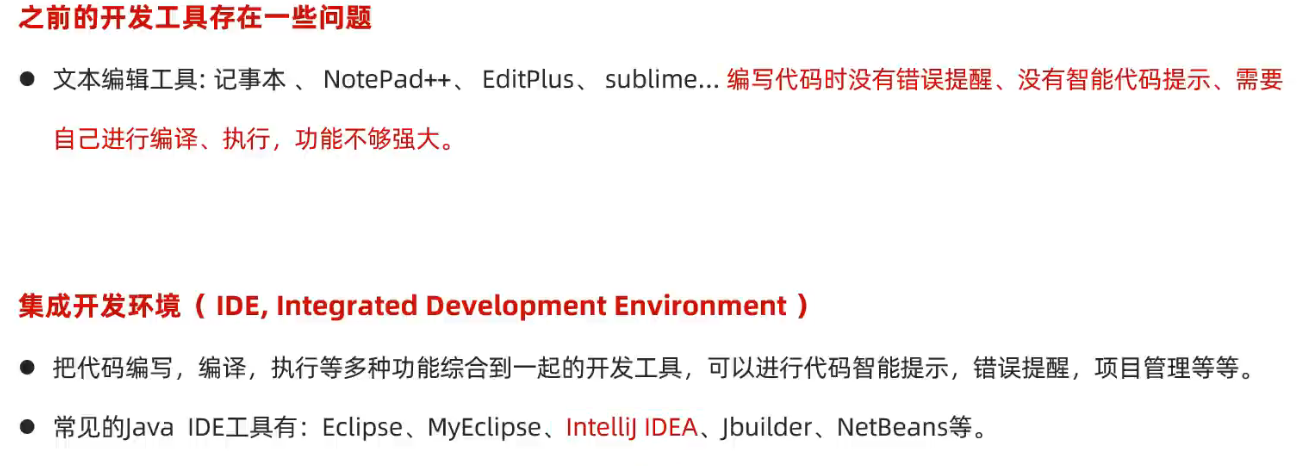 之前的开发工具存在一些问题
● 文本编辑工具: 记事本 、 NotePad++、 EditPlus、 sublime... 编写代码时没有错误提醒、没有智能代码提示、需要
自己进行编译、执行，功能不够强大。
集成开发环境（ IDE, Integrated Development Environment ）
● 把代码编写，编译，执行等多种功能综合到一起的开发工具，可以进行代码智能提示，错误提醒，项目管理等等。
● 常见的Java IDE工具有：Eclipse、MyEclipse、IntelliJ IDEA、Jbuilder、NetBeans等。